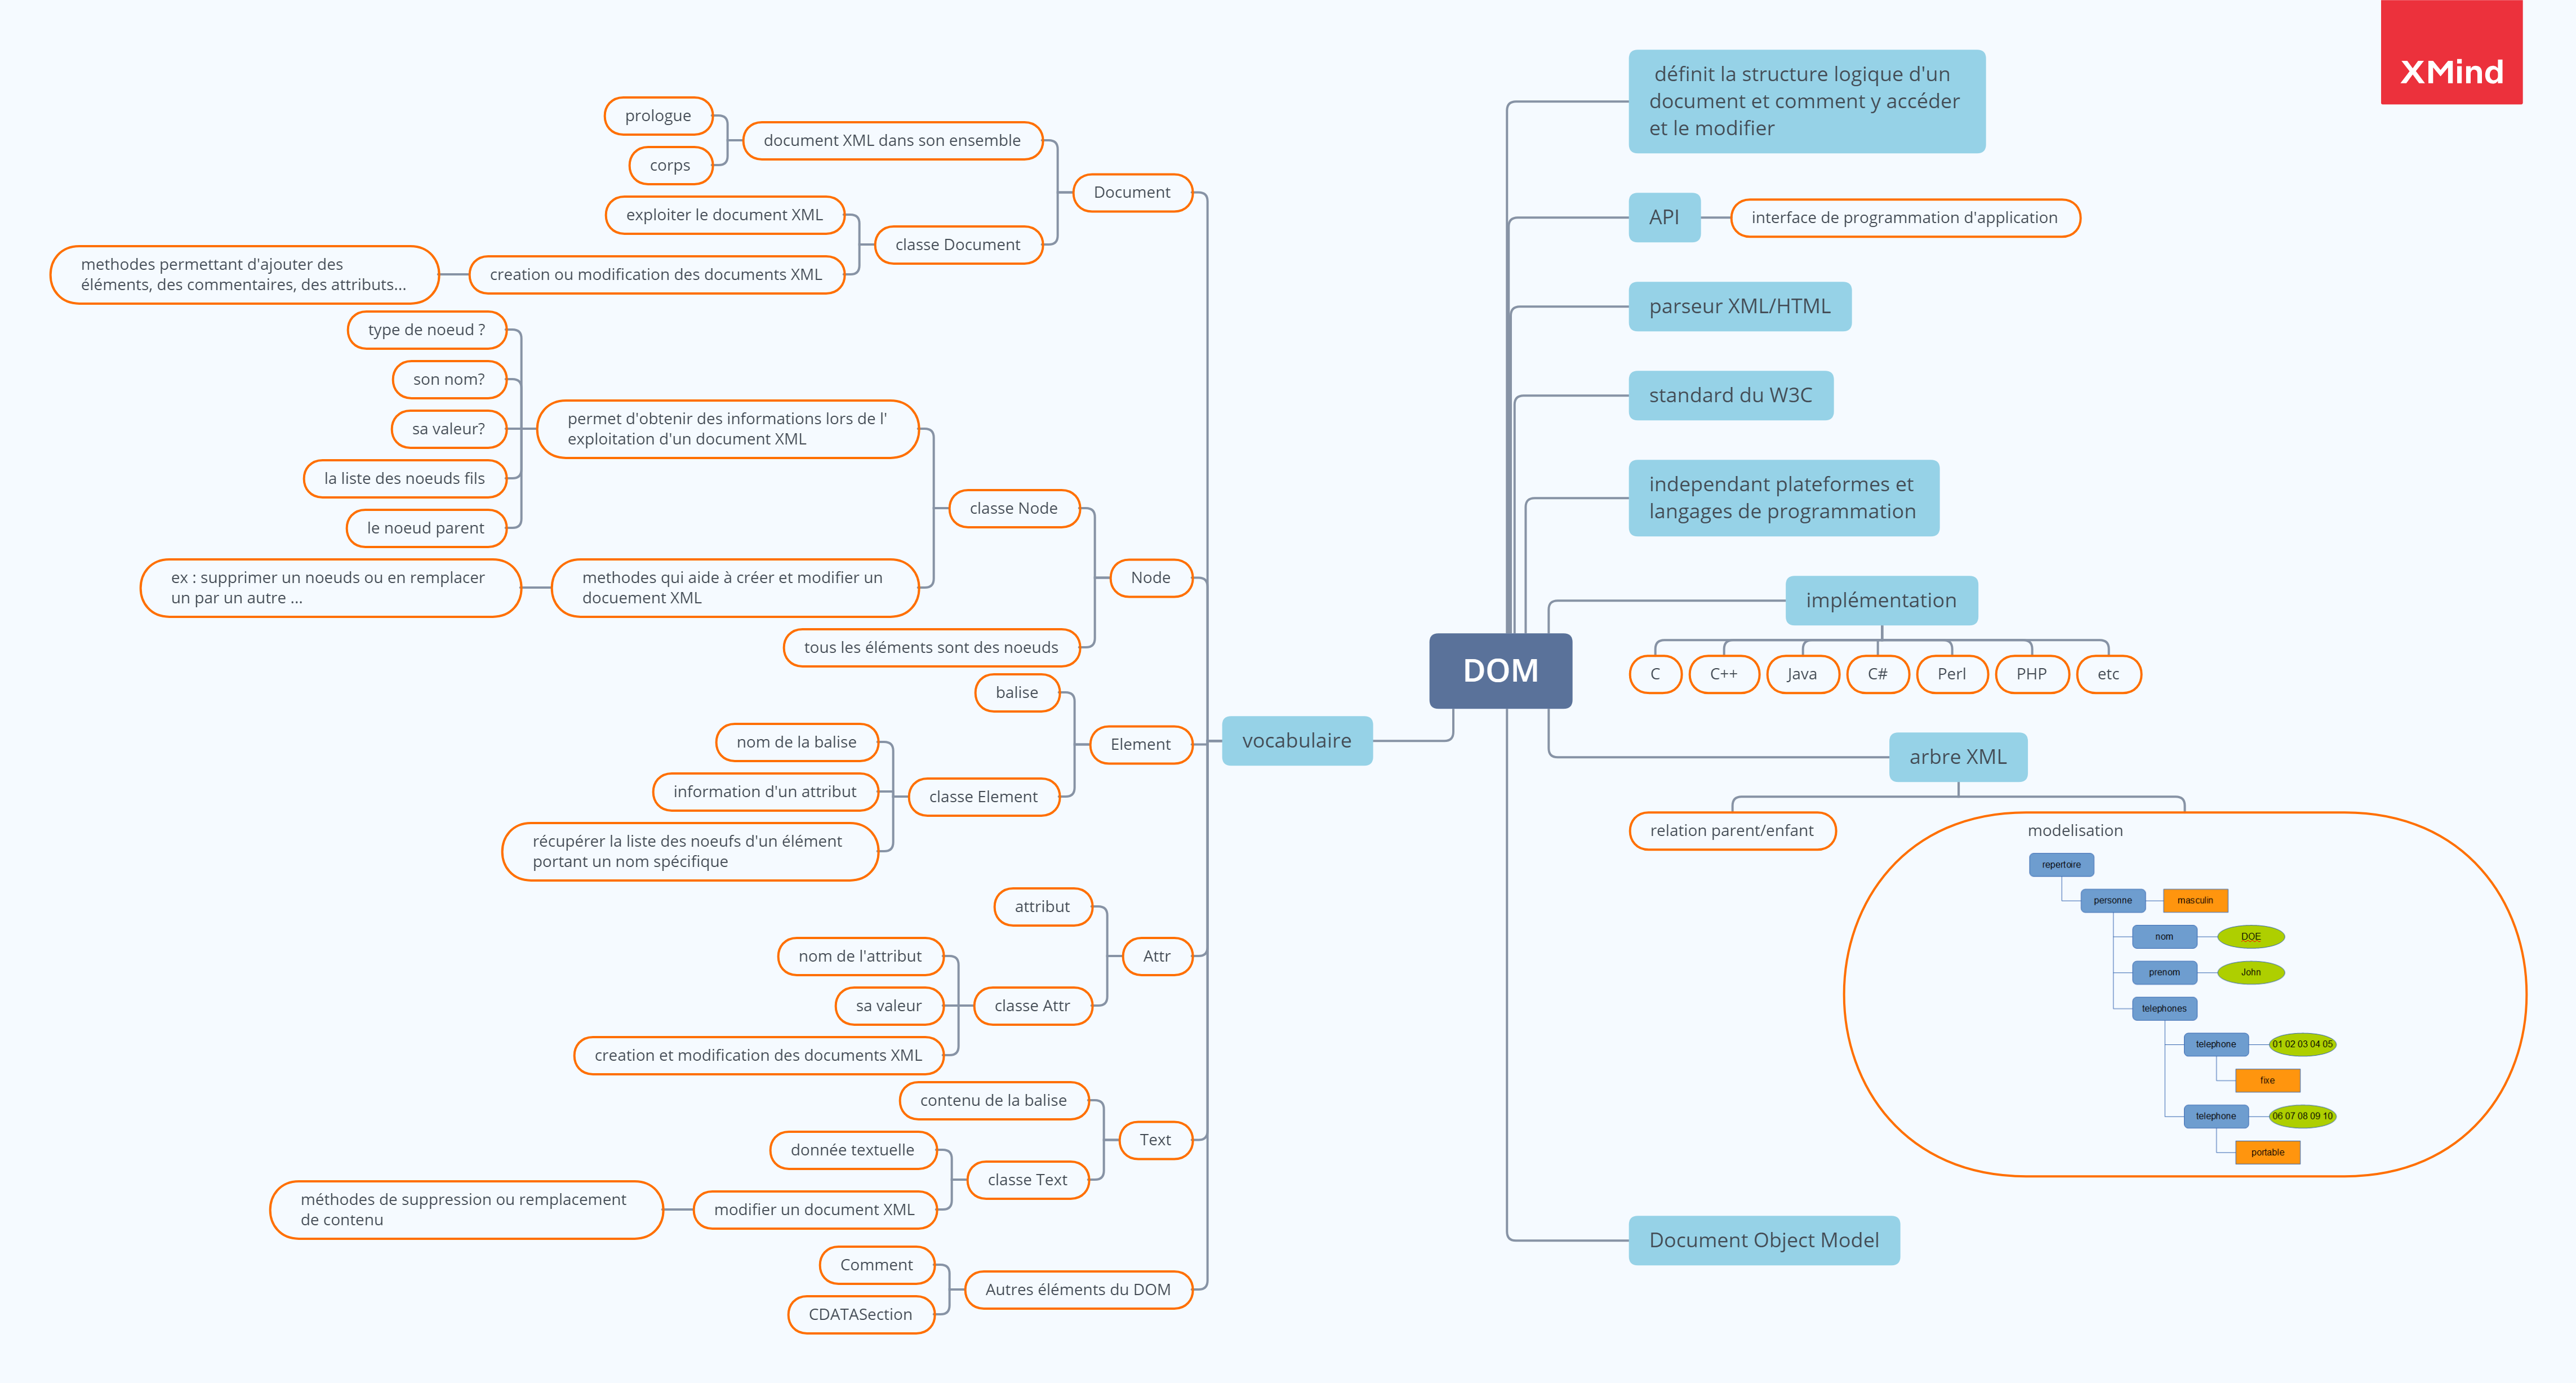 XMind
DOM
définit la structure logique d'un
document et comment y accéder
et le modifier
API
interface de programmation d'application
parseur XML/HTML
standard du W3C
independant plateformes et
langages de programmation
implémentation
C
C++
Java
C#
Perl
PHP
etc
arbre XML
relation parent/enfant
modelisation
repertoire
personne
masculin
nom
DOE
prenom
John
telephones
telephone
01 02 03 04 05
fixe
telephone
06 07 08 09 10
portable
Document Object Model
vocabulaire
Document
document XML dans son ensemble
prologue
corps
classe Document
exploiter le document XML
creation ou modification des documents XML
methodes permettant d'ajouter des
éléments, des commentaires, des attributs...
Node
classe Node
permet d'obtenir des informations lors de l'
exploitation d'un document XML
type de noeud ?
son nom?
sa valeur?
la liste des noeuds fils
le noeud parent
methodes qui aide à créer et modifier un
docuement XML
ex : supprimer un noeuds ou en remplacer
un par un autre ...
tous les éléments sont des noeuds
Element
balise
classe Element
nom de la balise
information d'un attribut
récupérer la liste des noeufs d'un élément
portant un nom spécifique
Attr
attribut
classe Attr
nom de l'attribut
sa valeur
creation et modification des documents XML
Text
contenu de la balise
classe Text
donnée textuelle
modifier un document XML
méthodes de suppression ou remplacement
de contenu
Autres éléments du DOM
Comment
CDATASection